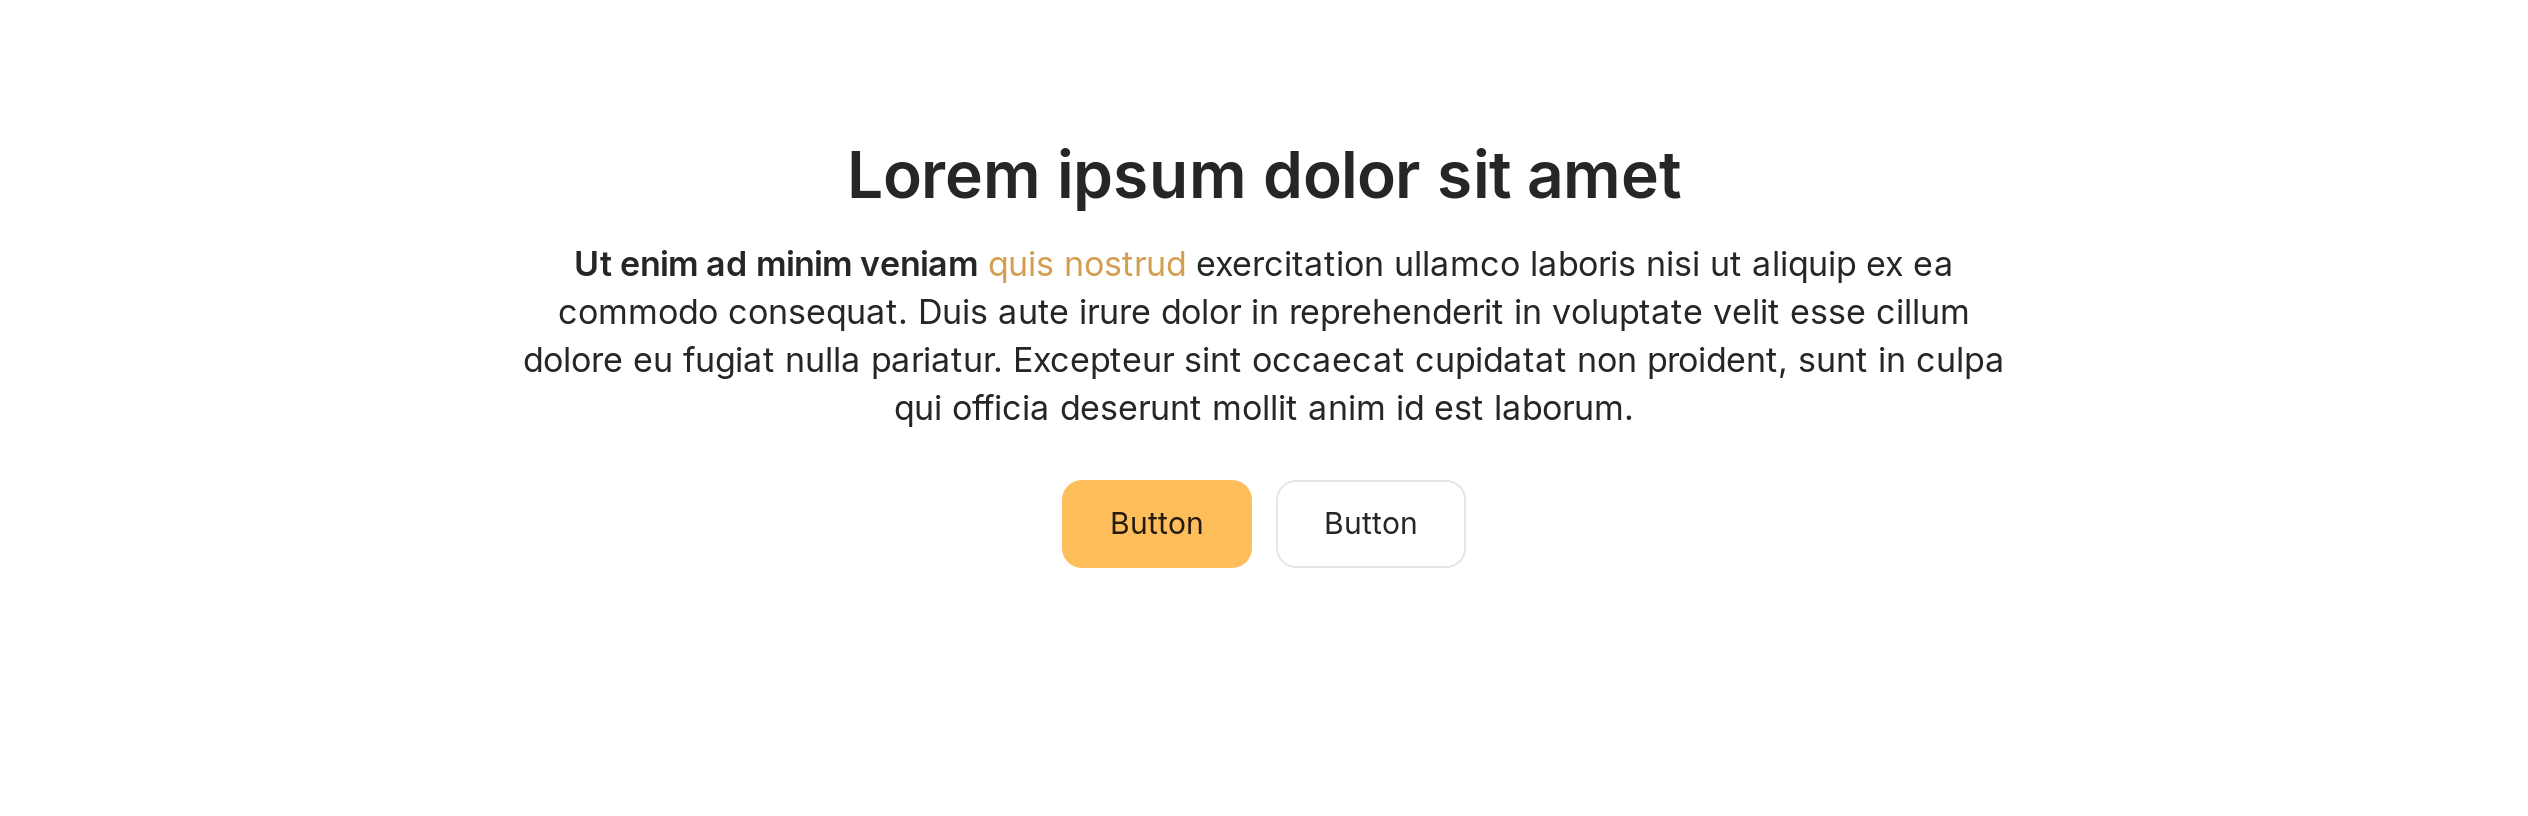 Lorem ipsum dolor sit amet
Ut enim ad minim veniam quis nostrud exercitation ullamco laboris nisi ut aliquip ex ea
commodo consequat. Duis aute irure dolor in reprehenderit in voluptate velit esse cillum
dolore eu fugiat nulla pariatur. Excepteur sint occaecat cupidatat non proident, sunt in culpa
qui officia deserunt mollit anim id est laborum.
Button Button